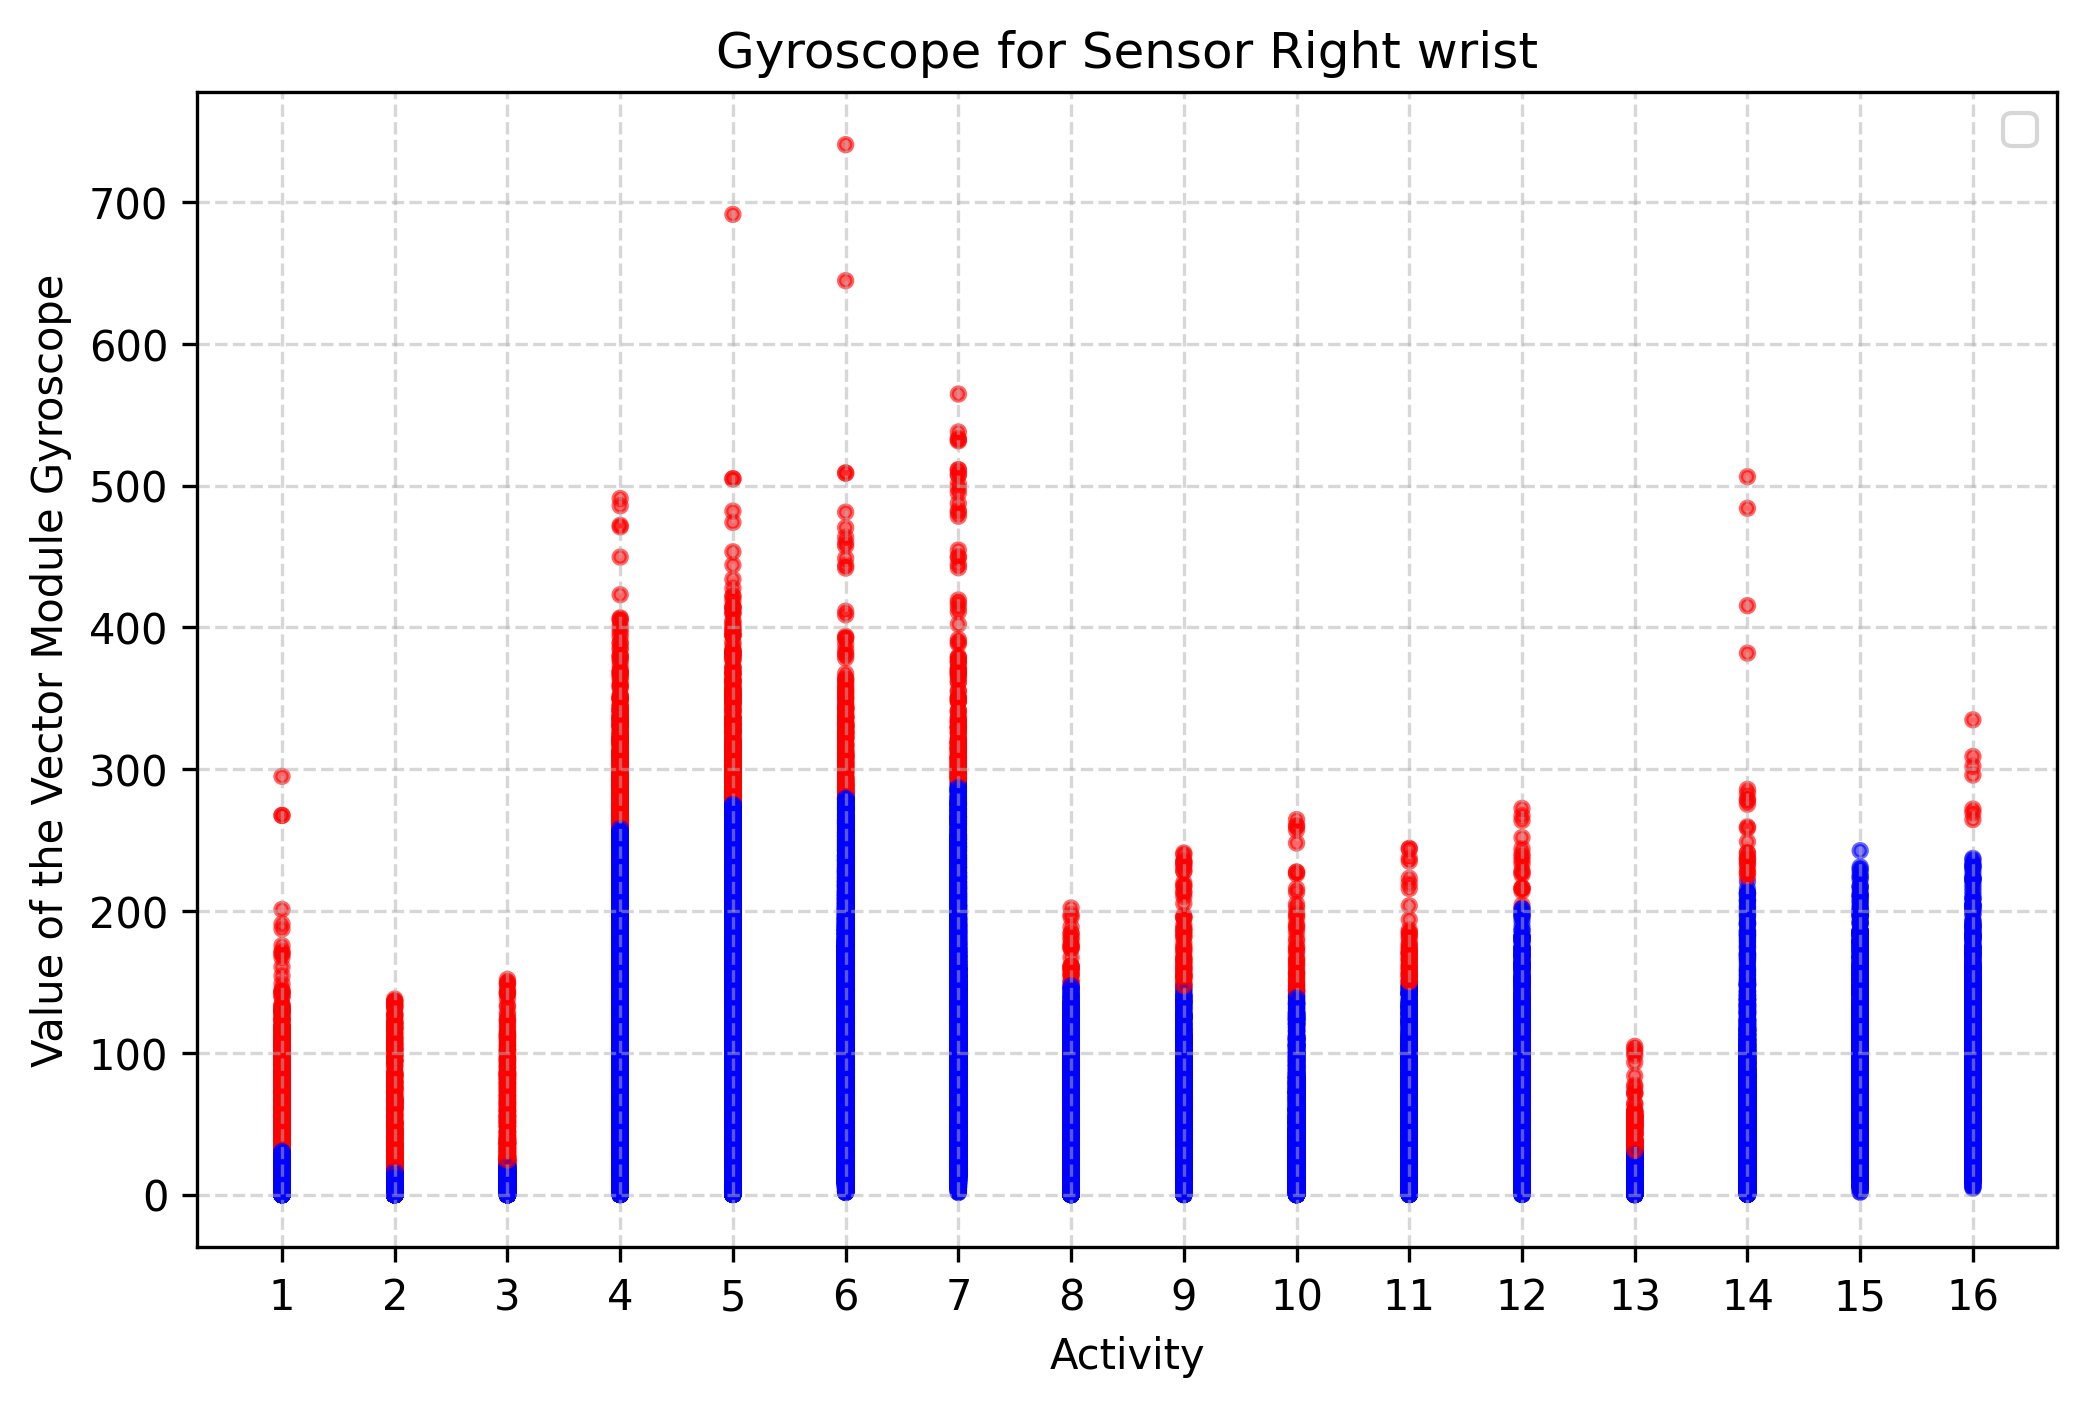 Gyroscope for Sensor Right wrist
Value of the Vector Module Gyroscope
700
600
500
400
300
200
100
0
1 2 3 4 5 6 7 8 9 10 11 12 13 14 15 16
Activity